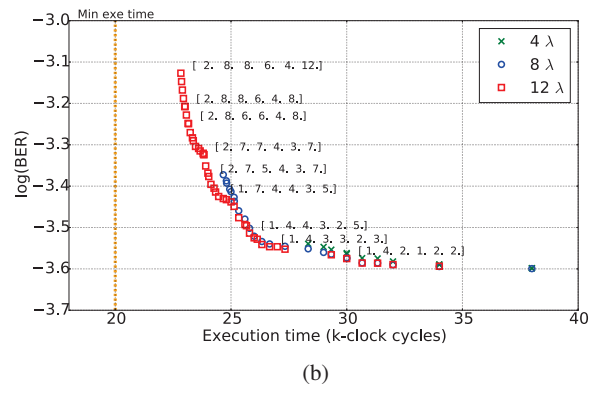 Min exe time
−3.0
−3.1
−3.2
−3.3
−3.4
−3.5
−3.6
−3.7
log(BER)
4 λ
8 λ
12 λ
[ 2. 8. 8. 6. 4. 12.]
[ 2. 8. 8. 6. 4. 8.]
[ 2. 8. 6. 6. 4. 8.]
[ 2. 7. 7. 4. 3. 7.]
[ 2. 7. 5. 4. 3. 7.]
[ 1. 7. 4. 4. 3. 5.]
[ 1. 4. 4. 3. 2. 5.]
[ 1. 4. 3. 3. 2. 3.]
[ 1. 4. 2. 1. 2. 2.]
20 25 30 35 40
Execution time (k-clock cycles)
(b)